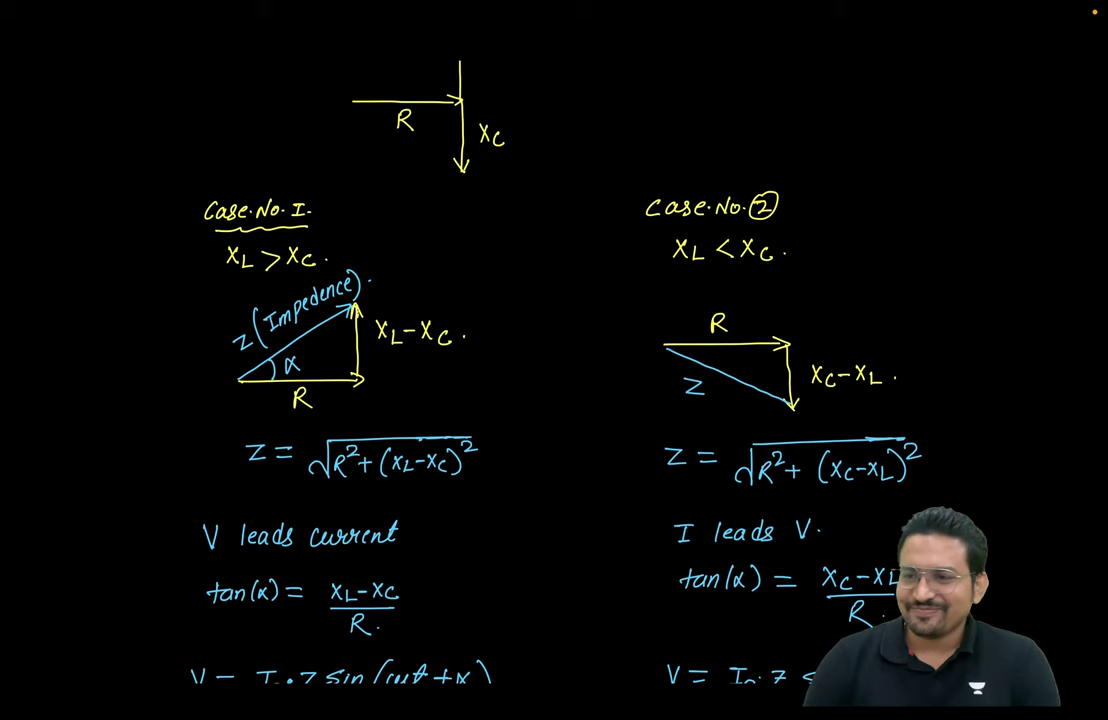 R
XC
Case.No.I.
XL > XC.
Z (Impedence).
α
XL-XC.
R
Z = √R²+(XL-XC)²
V leads current
tan(α) = XL-XC/R.
Case.No.2
XL < XC.
R
Z
XC-XL.
Z = √R²+(XC-XL)²
I leads V.
tan(α) = XC-XL/R.